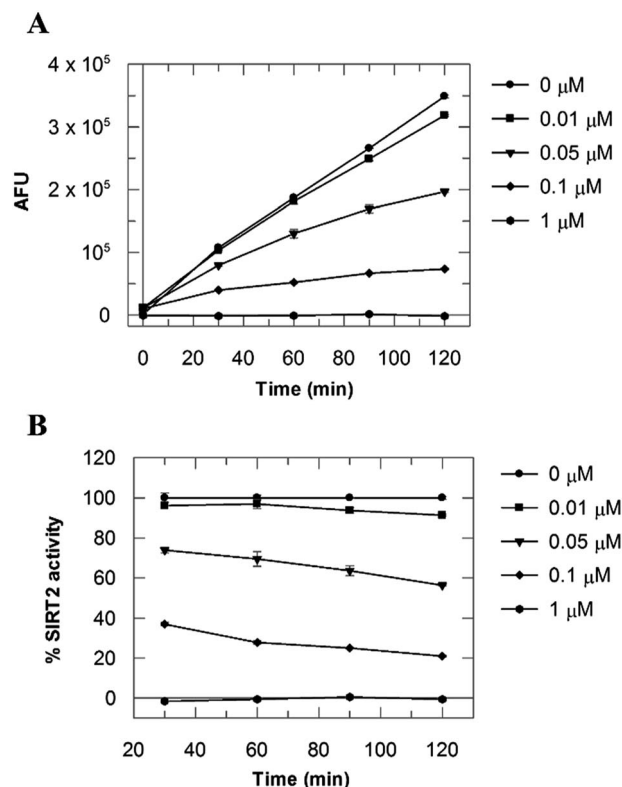 A
4 x 10⁵
3 x 10⁵
2 x 10⁵
10⁵
0
AFU
0 20 40 60 80 100 120
Time (min)
0 μM
0.01 μM
0.05 μM
0.1 μM
1 μM
B
120
100
80
60
40
20
0
% SIRT2 activity
20 40 60 80 100 120
Time (min)
0 μM
0.01 μM
0.05 μM
0.1 μM
1 μM